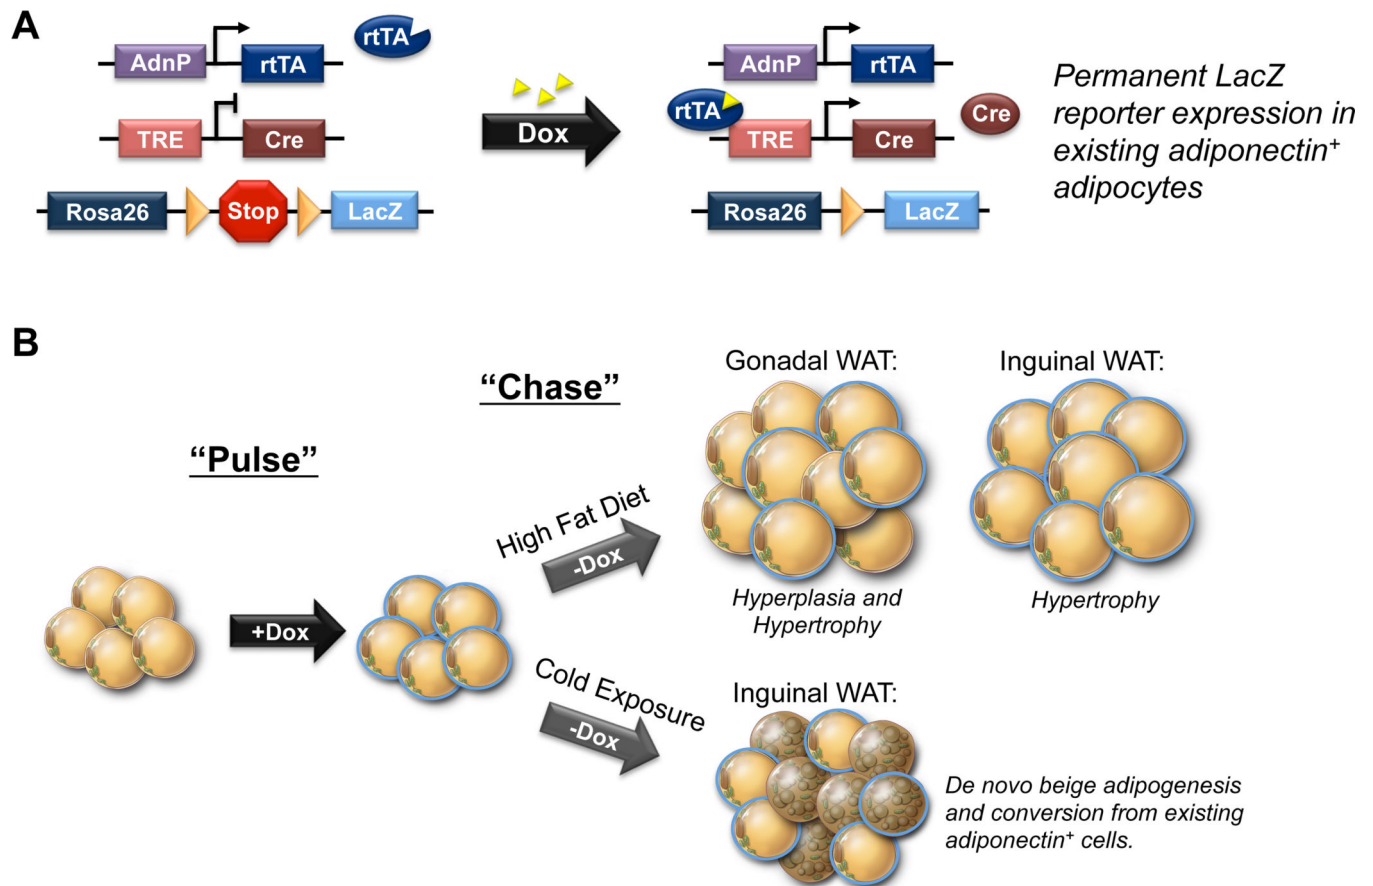 A
AdnP
rtTA
rtTA
TRE
Cre
Rosa26
Stop
LacZ
Dox
AdnP
rtTA
rtTA
TRE
Cre
Cre
Rosa26
LacZ
Permanent LacZ
reporter expression in
existing adiponectin+
adipocytes
B
“Pulse”
+Dox
“Chase”
High Fat Diet
-Dox
Gonadal WAT:
Hyperplasia and
Hypertrophy
Inguinal WAT:
Hypertrophy
Cold Exposure
-Dox
Inguinal WAT:
De novo beige adipogenesis
and conversion from existing
adiponectin+ cells.